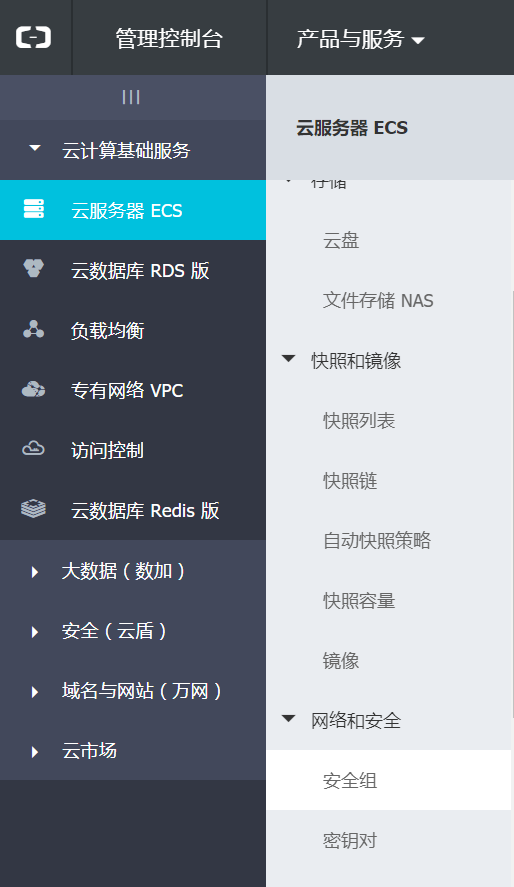 管理控制台
产品与服务
云计算基础服务
云服务器 ECS
云数据库 RDS 版
负载均衡
专有网络 VPC
访问控制
云数据库 Redis 版
大数据（数加）
安全（云盾）
域名与网站（万网）
云市场
云服务器 ECS
存储
云盘
文件存储 NAS
快照和镜像
快照列表
快照链
自动快照策略
快照容量
镜像
网络和安全
安全组
密钥对